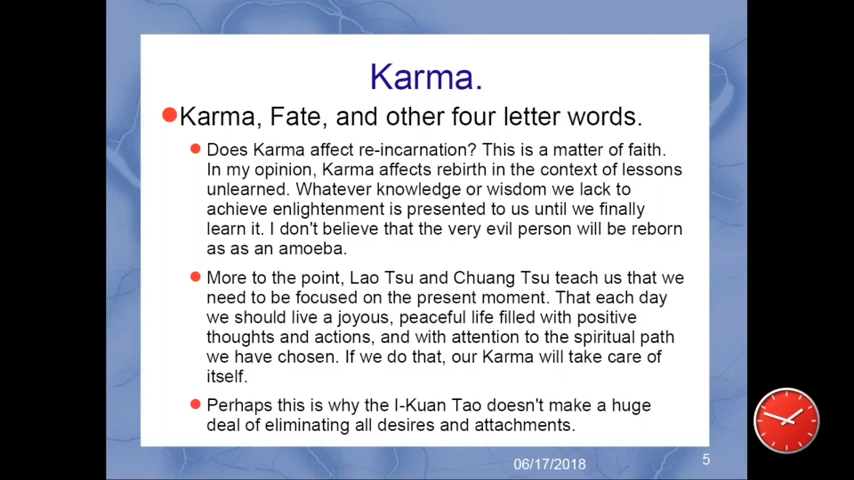 Karma.
Karma, Fate, and other four letter words.
Does Karma affect re-incarnation? This is a matter of faith.
In my opinion, Karma affects rebirth in the context of lessons
unlearned. Whatever knowledge or wisdom we lack to
achieve enlightenment is presented to us until we finally
learn it. I don't believe that the very evil person will be reborn
as as an amoeba.
More to the point, Lao Tsu and Chuang Tsu teach us that we
need to be focused on the present moment. That each day
we should live a joyous, peaceful life filled with positive
thoughts and actions, and with attention to the spiritual path
we have chosen. If we do that, our Karma will take care of
itself.
Perhaps this is why the I-Kuan Tao doesn't make a huge
deal of eliminating all desires and attachments.
06/17/2018
5